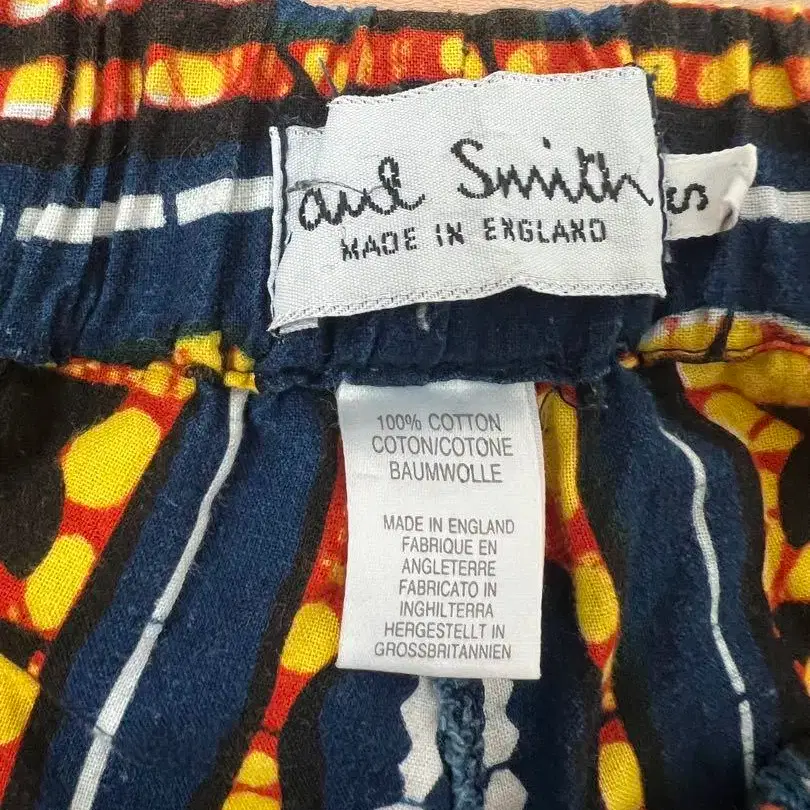 Paul Smith
MADE IN ENGLAND
S
100% COTTON
COTON/COTONE
BAUMWOLLE
MADE IN ENGLAND
FABRIQUE EN
ANGLETERRE
FABRICATO IN
INGHILTERRA
HERGESTELLT IN
GROSSBRITANNIEN